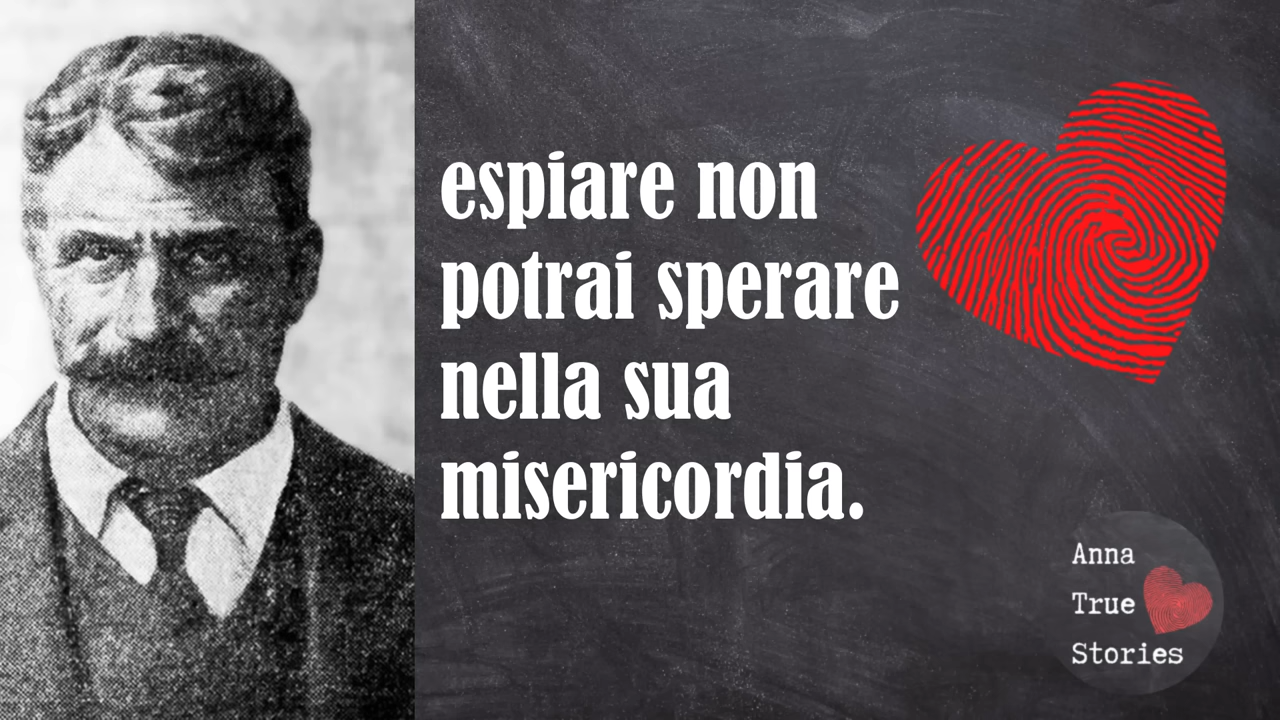 espiare non
potrai sperare
nella sua
misericordia.
Anna
True
Stories